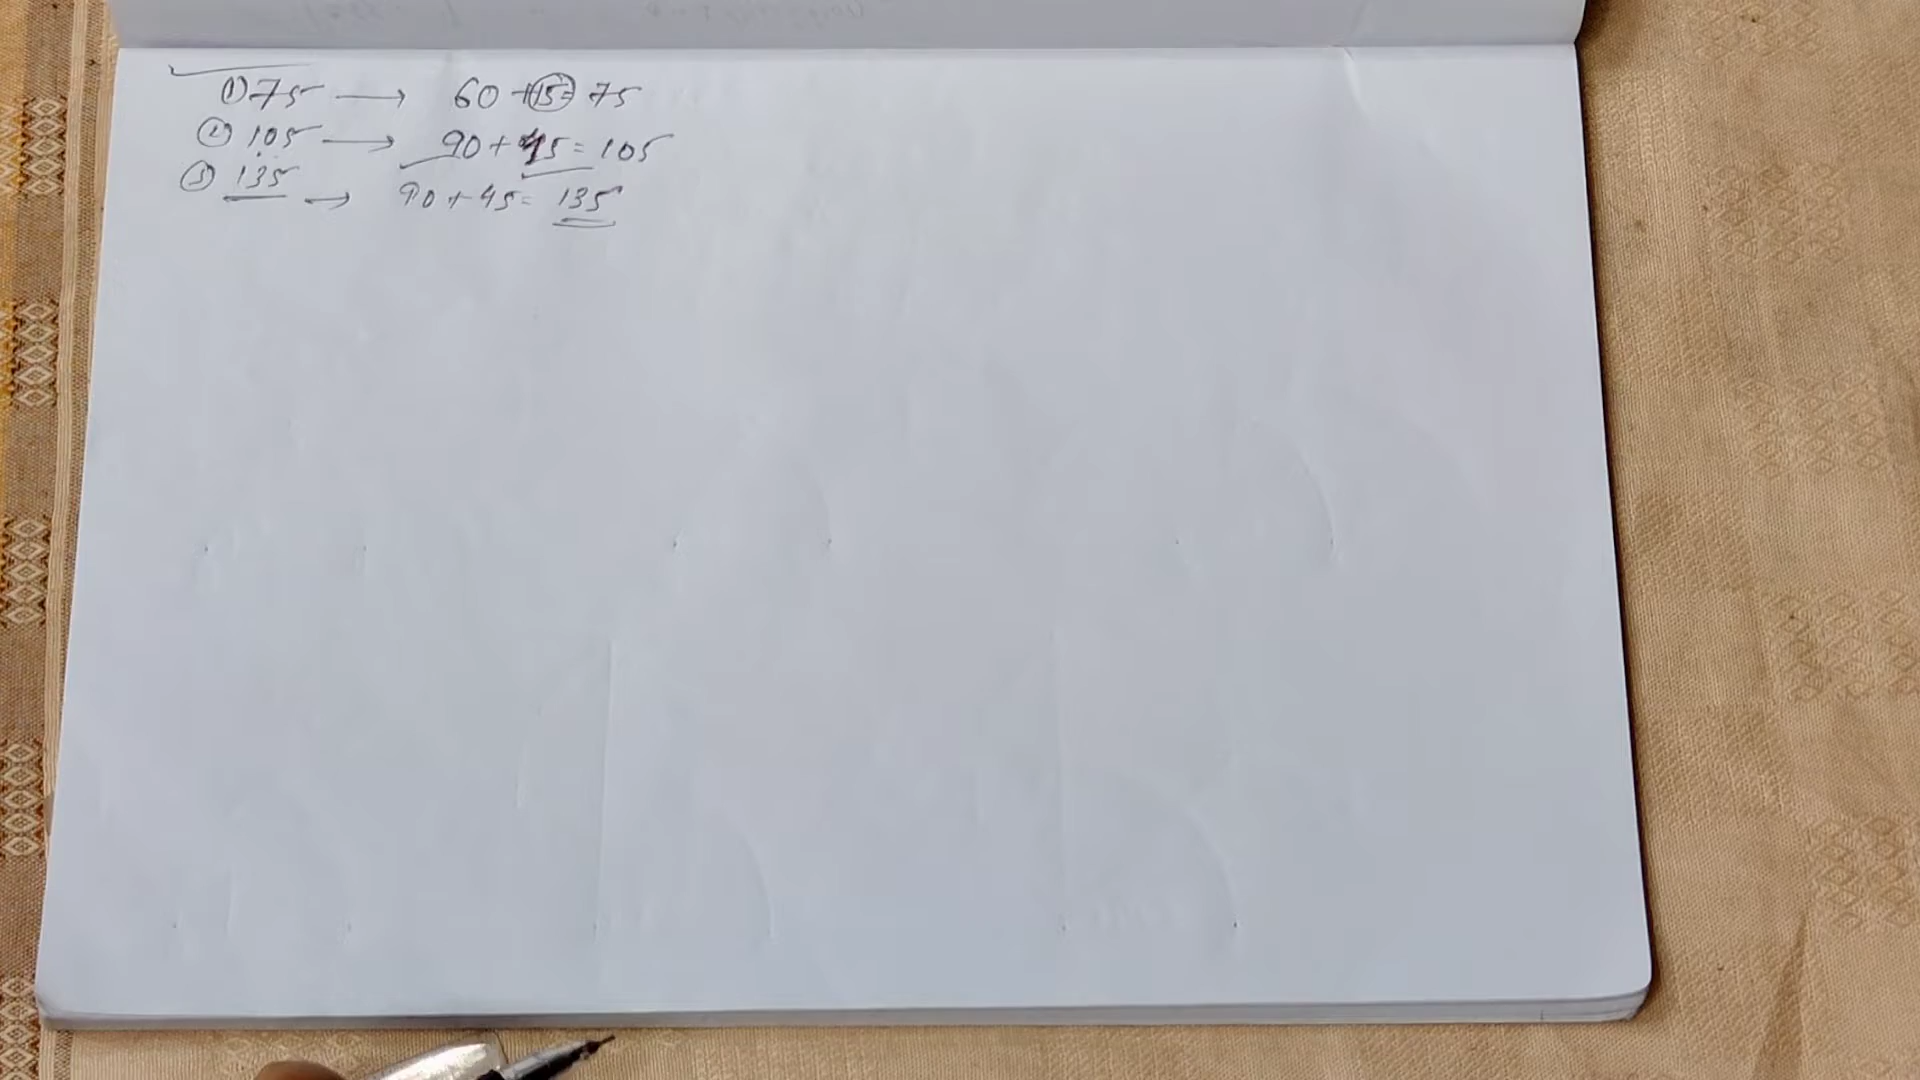 ① 75 → 60 + 15 = 75
② 105 → 90 + 15 = 105
③ 135 → 90 + 45 = 135